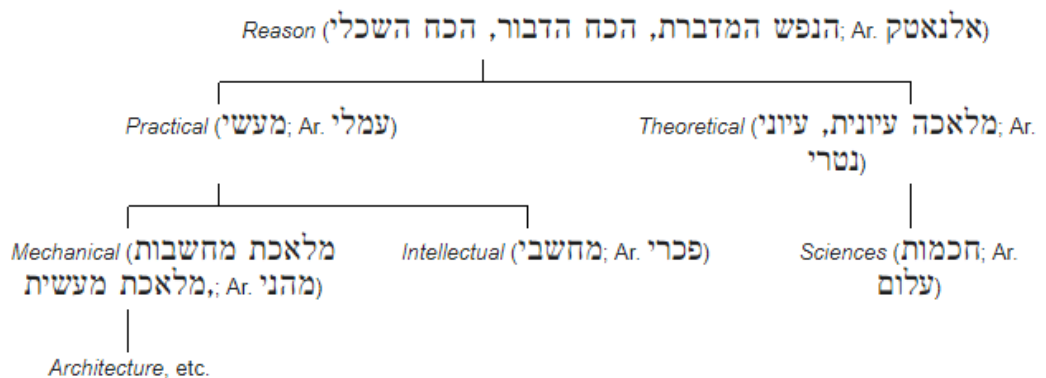 Reason (הנפש המדברת, הכח הדבור, הכח השכלי; Ar. אלנאטק)
Practical (מעשי; Ar. עמלי)
Theoretical (מלאכה עיונית, עיוני; Ar.
נטרי)
Mechanical (מלאכת מחשבות
מלאכת מעשית,; Ar. מהני)
Intellectual (מחשבי; Ar. פכרי)
Sciences (חכמות; Ar.
עלום)
Architecture, etc.